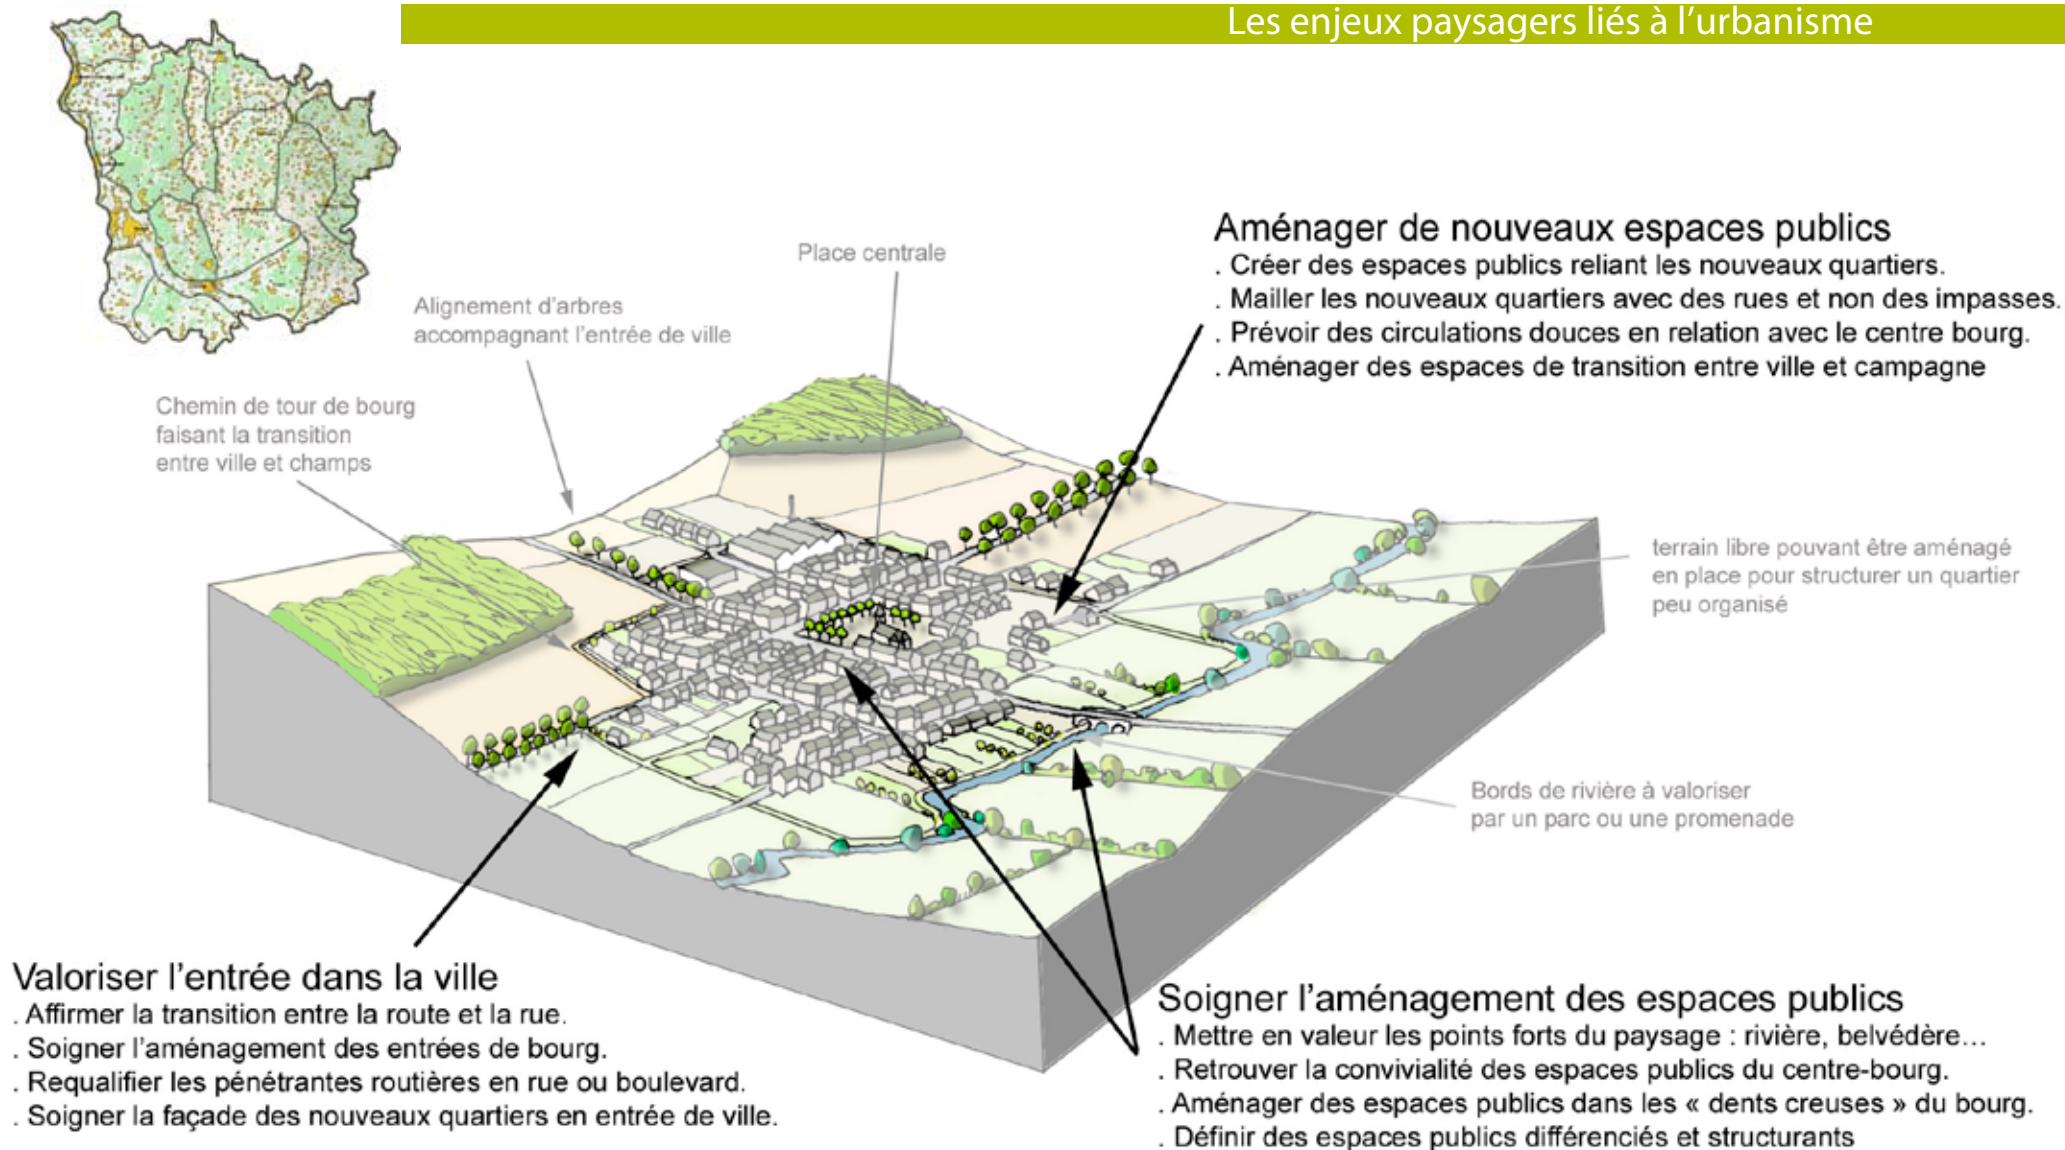 Les enjeux paysagers liés à l'urbanisme
Aménager de nouveaux espaces publics
. Créer des espaces publics reliant les nouveaux quartiers.
. Mailler les nouveaux quartiers avec des rues et non des impasses.
. Prévoir des circulations douces en relation avec le centre bourg.
. Aménager des espaces de transition entre ville et campagne
Place centrale
Alignement d'arbres
accompagnant l'entrée de ville
Chemin de tour de bourg
faisant la transition
entre ville et champs
terrain libre pouvant être aménagé
en place pour structurer un quartier
peu organisé
Bords de rivière à valoriser
par un parc ou une promenade
Valoriser l'entrée dans la ville
. Affirmer la transition entre la route et la rue.
. Soigner l'aménagement des entrées de bourg.
. Requalifier les pénétrantes routières en rue ou boulevard.
. Soigner la façade des nouveaux quartiers en entrée de ville.
Soigner l'aménagement des espaces publics
. Mettre en valeur les points forts du paysage : rivière, belvédère…
. Retrouver la convivialité des espaces publics du centre-bourg.
. Aménager des espaces publics dans les « dents creuses » du bourg.
. Définir des espaces publics différenciés et structurants